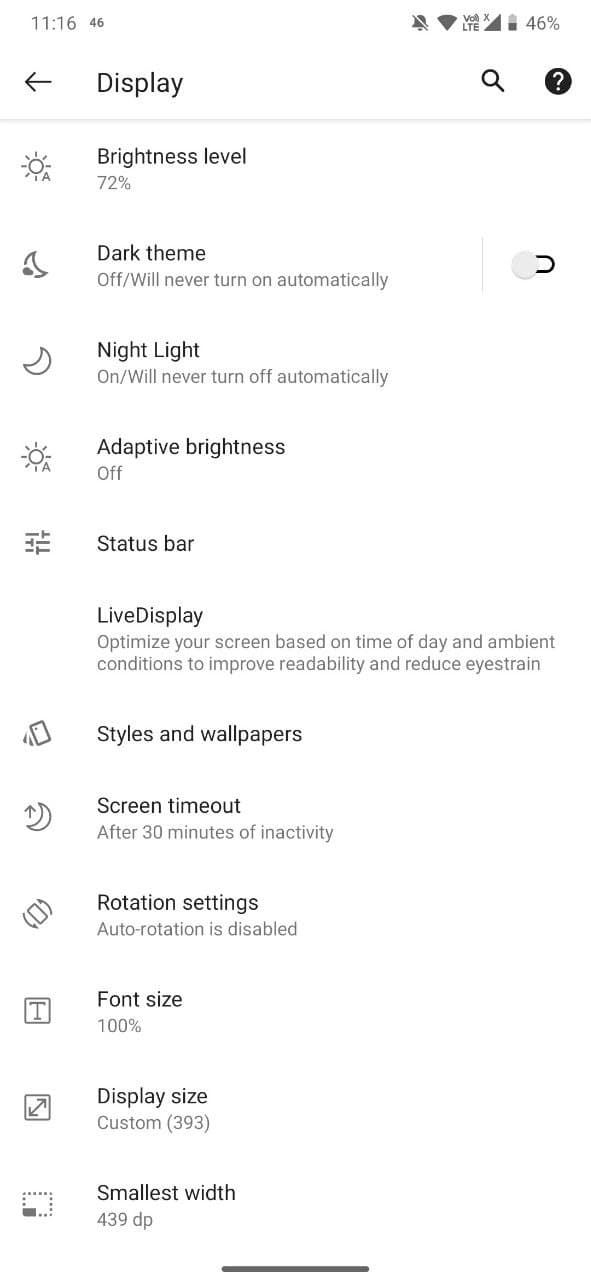 11:16 46 Vo) LTE X 46%
Display
Brightness level
72%
Dark theme
Off/Will never turn on automatically
Night Light
On/Will never turn off automatically
Adaptive brightness
Off
Status bar
LiveDisplay
Optimize your screen based on time of day and ambient
conditions to improve readability and reduce eyestrain
Styles and wallpapers
Screen timeout
After 30 minutes of inactivity
Rotation settings
Auto-rotation is disabled
Font size
100%
Display size
Custom (393)
Smallest width
439 dp